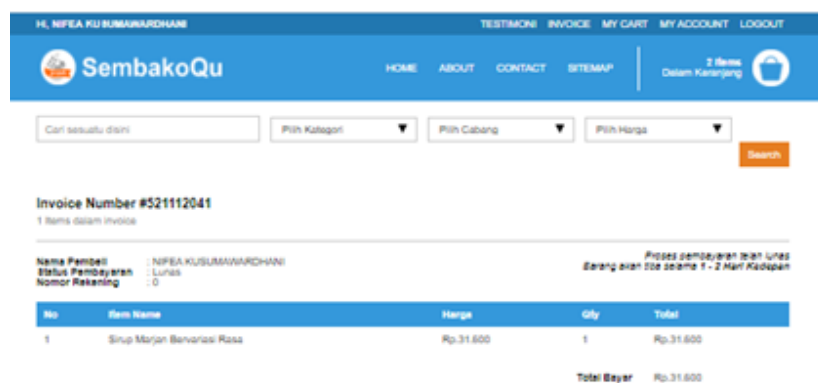 HI, NIFEA KUSUMAWARDHANI TESTIMONI INVOICE MY CART MY ACCOUNT LOGOUT
SembakoQu HOME ABOUT CONTACT SITEMAP 2 Items
Dalam Keranjang
Cari sesuatu disini Pilih Kategori Pilih Cabang Pilih Harga
Search
Invoice Number #521112041
1 Items dalam invoice
Nama Pembeli : NIFEA KUSUMAWARDHANI Proses pembayaran telah lunas
Status Pembayaran : Lunas Barang akan tiba selama 1 - 2 Hari Kedepan
Nomor Rekening : 0
No Item Name Harga Qty Total
1 Sirup Marjan Bervariasi Rasa Rp.31.600 1 Rp.31.600
Total Bayar Rp.31.600